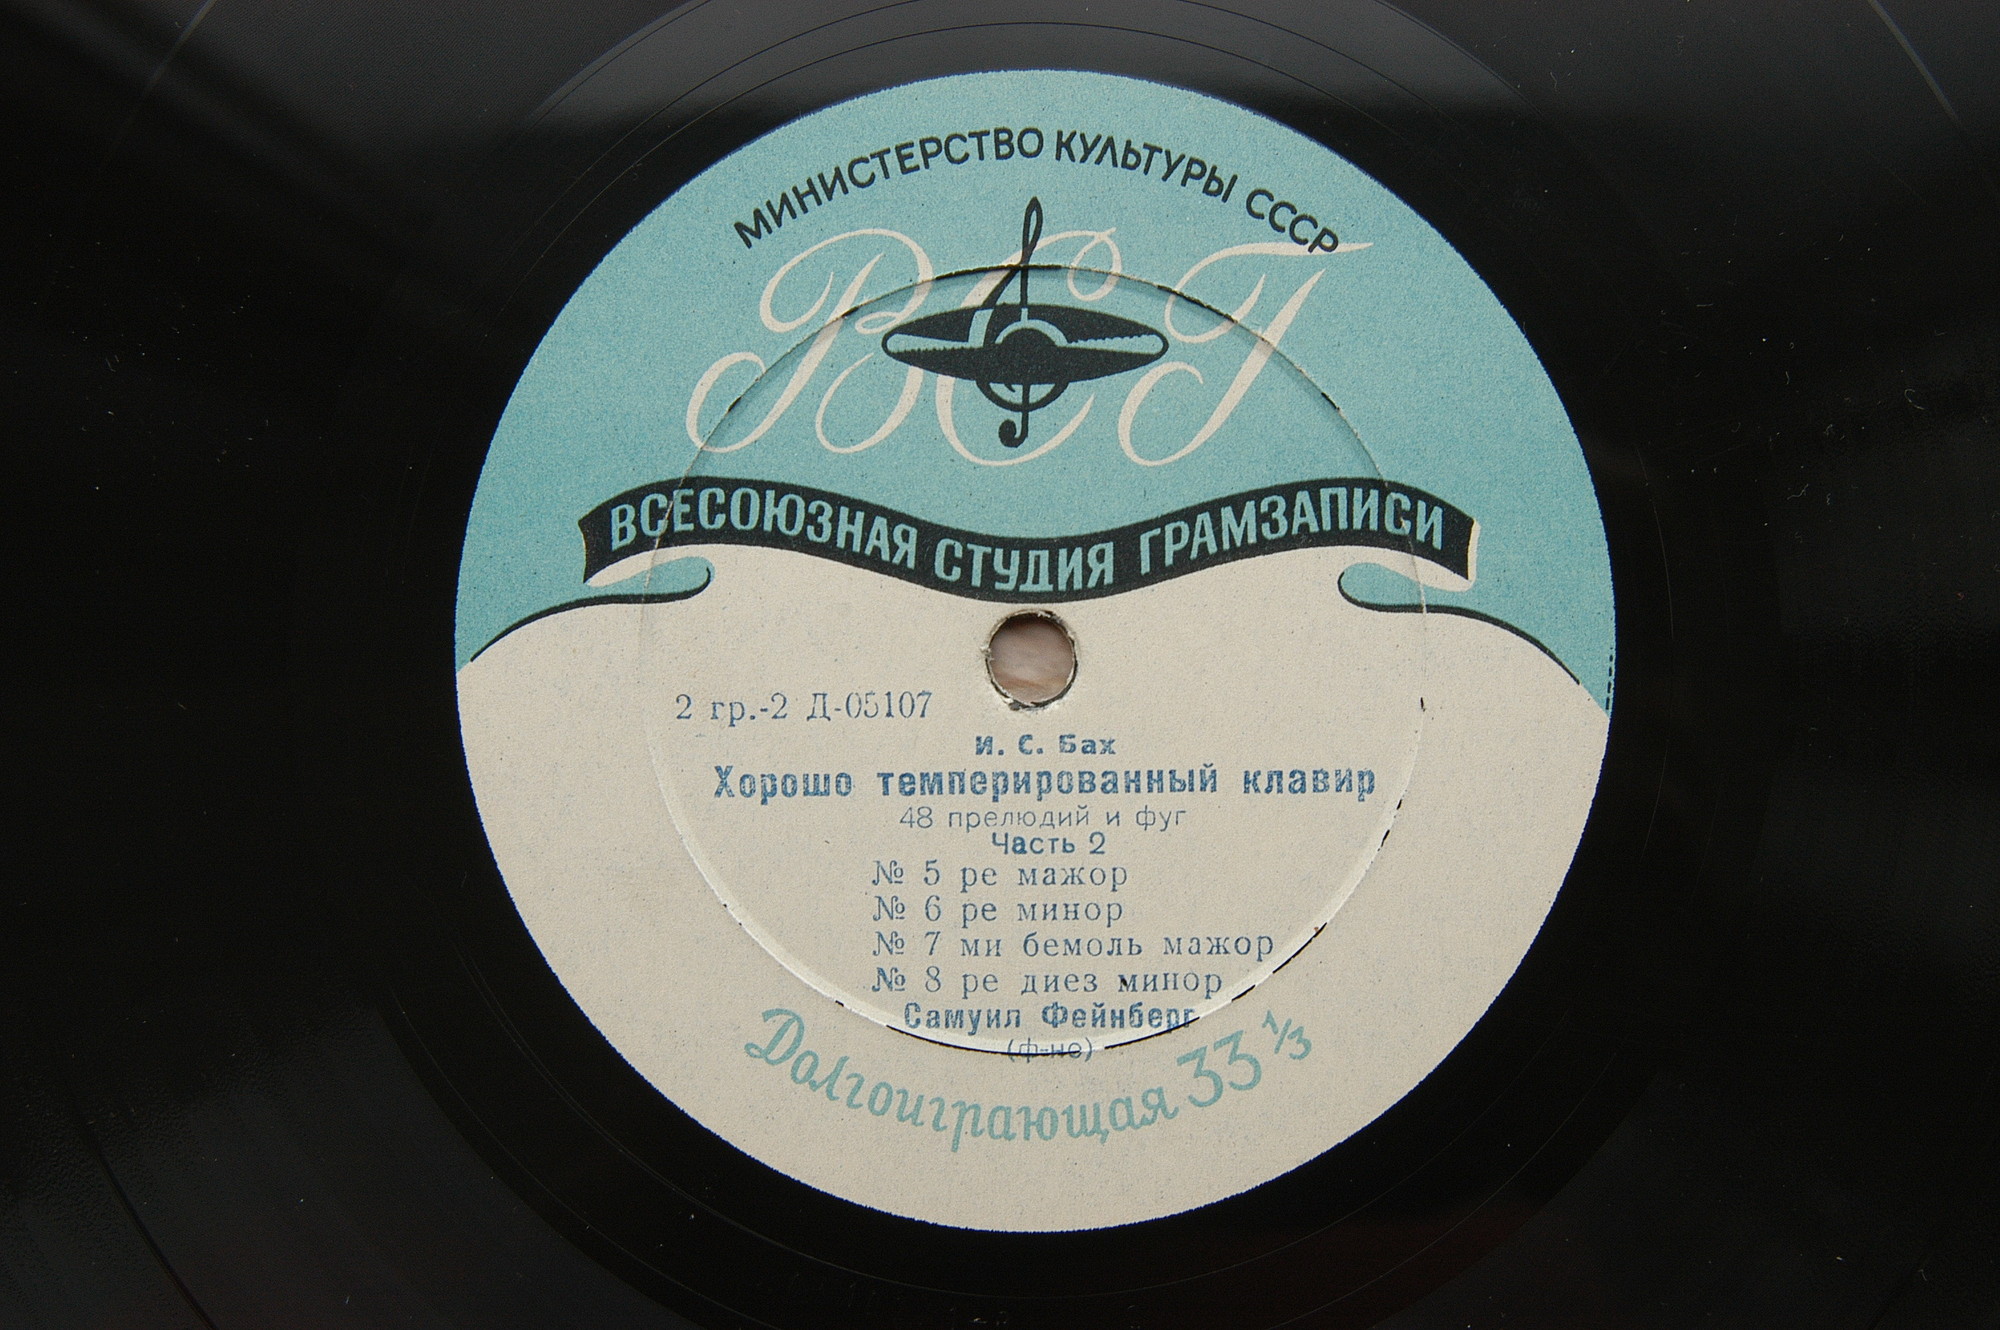 МИНИСТЕРСТВО КУЛЬТУРЫ СССР
ВСГ
ВСЕСОЮЗНАЯ СТУДИЯ ГРАМЗАПИСИ
2 гр.-2 Д-05107
И. С. Бах
Хорошо темперированный клавир
48 прелюдий и фуг
Часть 2
№ 5 ре мажор
№ 6 ре минор
№ 7 ми бемоль мажор
№ 8 ре диез минор
Самуил Фейнберг
(ф-но)
Долгоиграющая 33 1/3